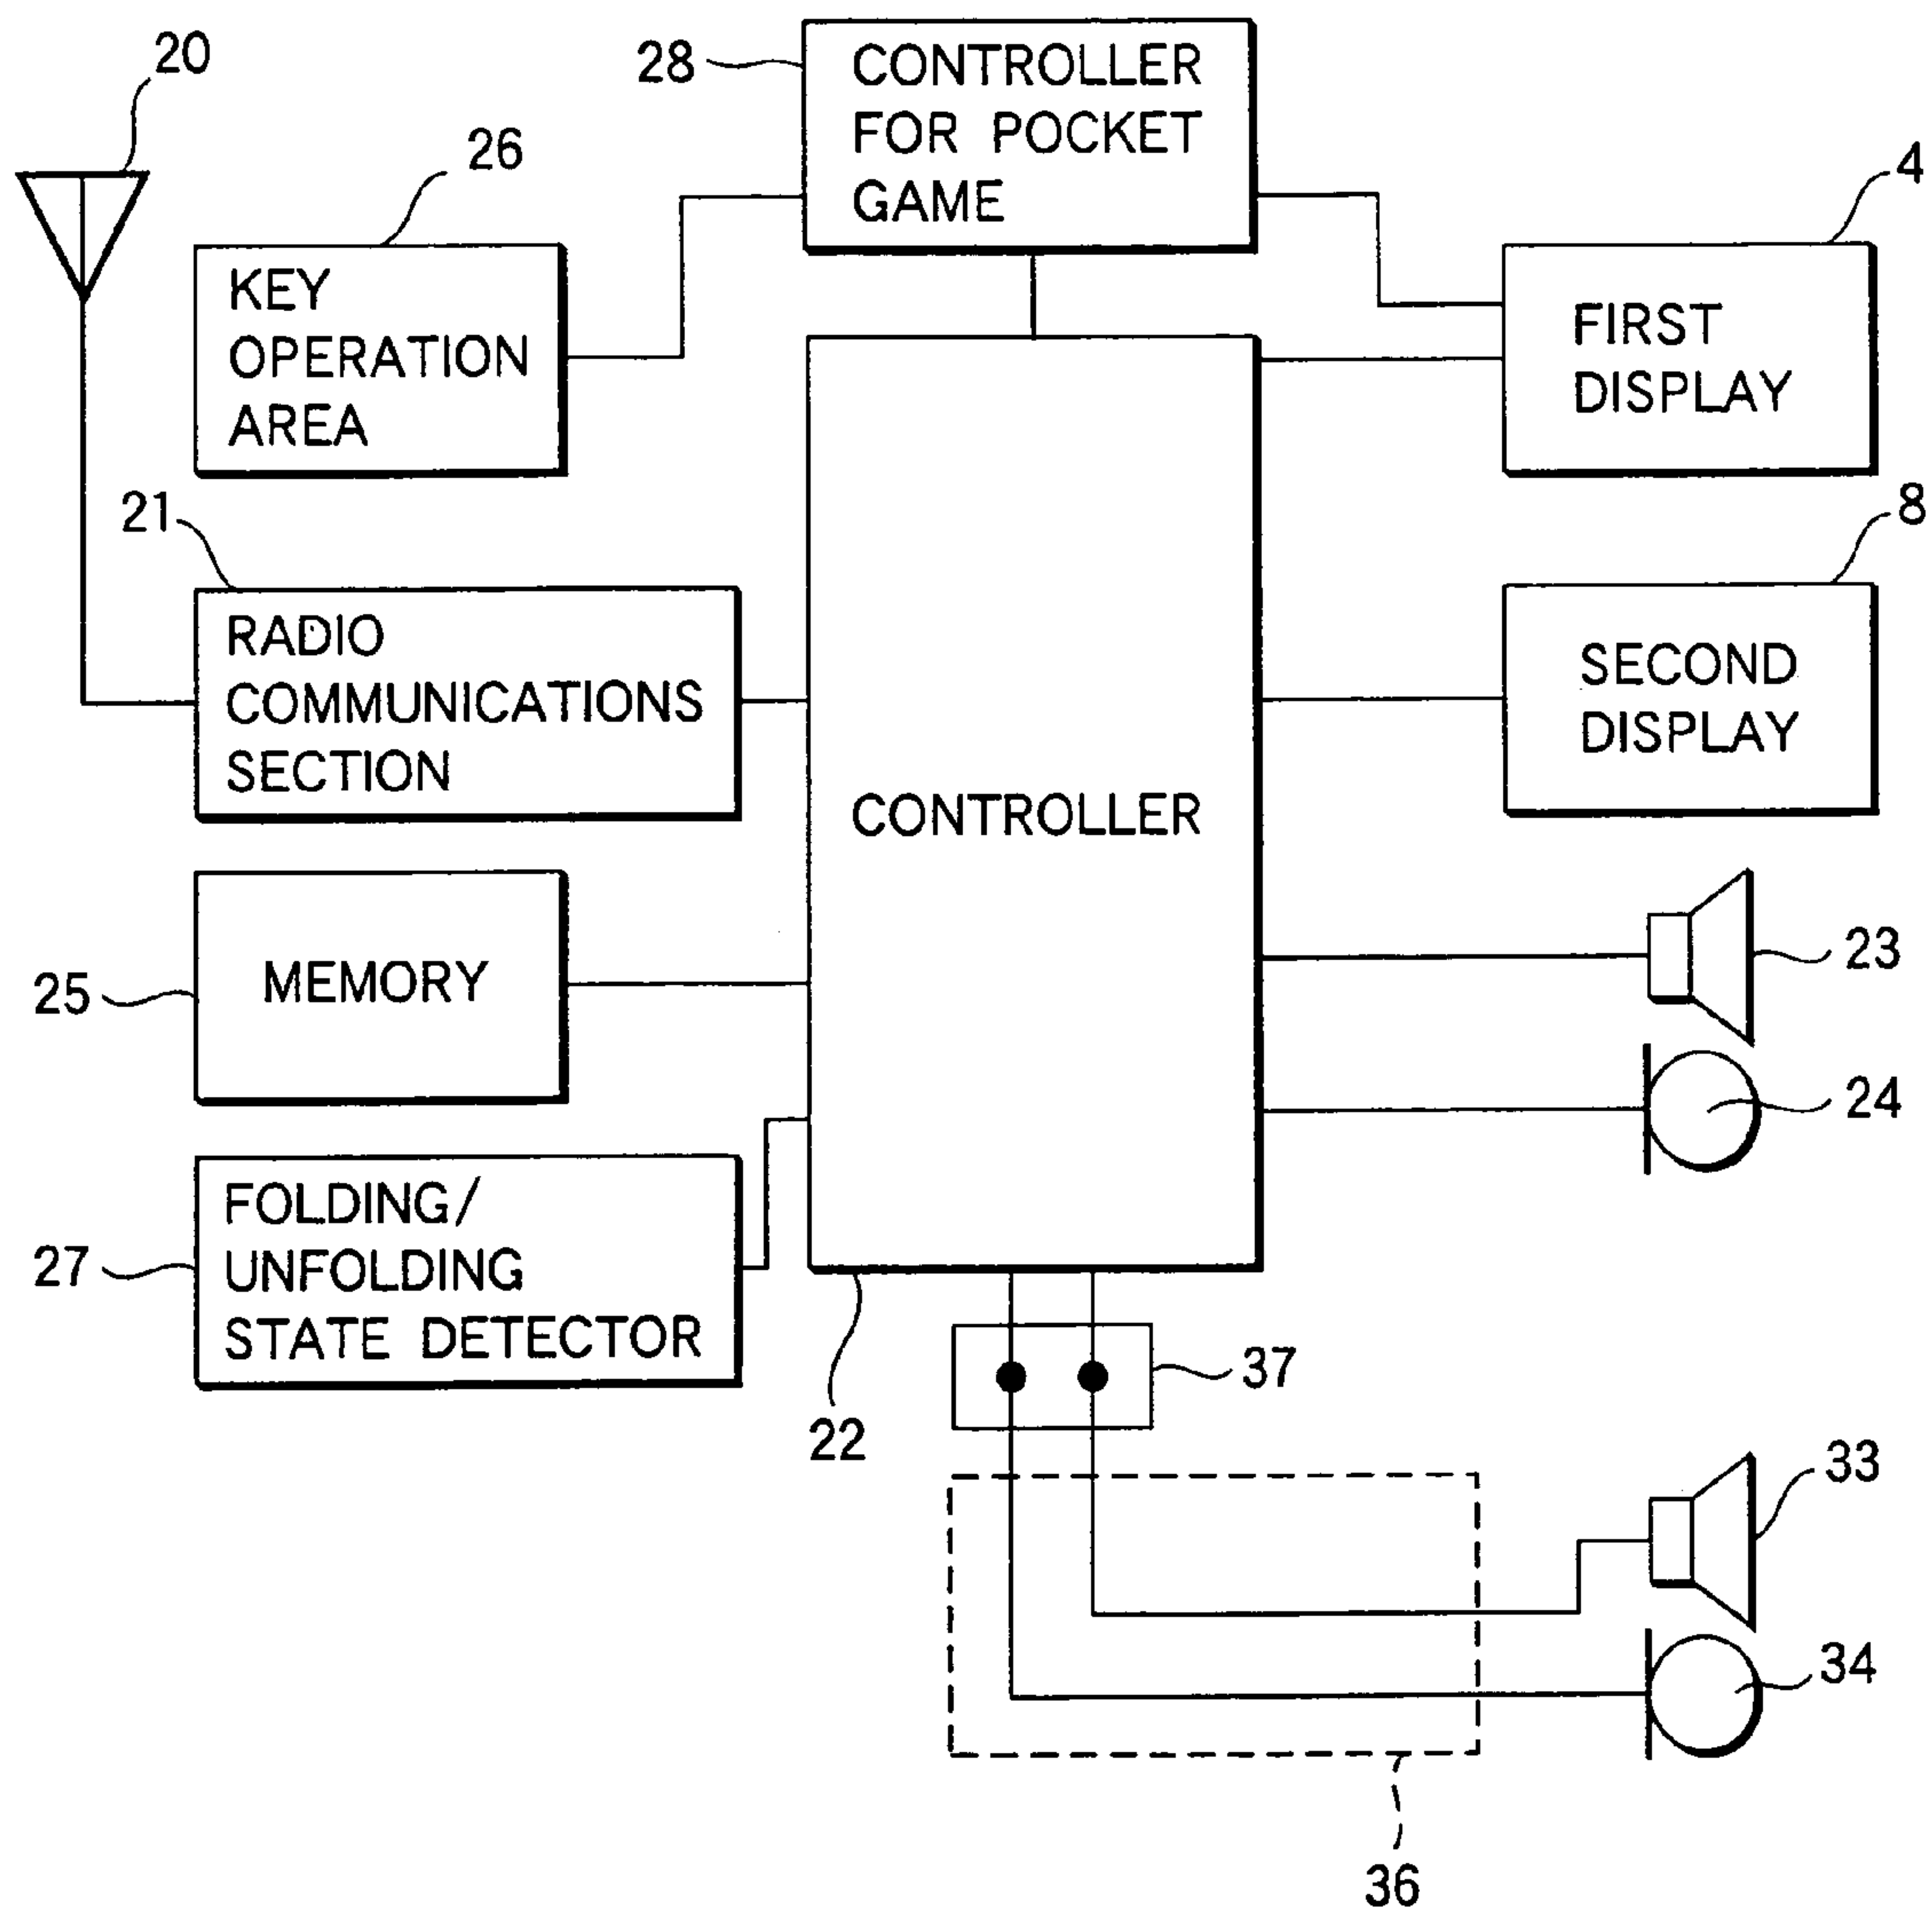 20
28
CONTROLLER
FOR POCKET
GAME
26
4
KEY
OPERATION
AREA
FIRST
DISPLAY
21
8
RADIO
COMMUNICATIONS
SECTION
SECOND
DISPLAY
CONTROLLER
25
MEMORY
23
24
27
FOLDING/
UNFOLDING
STATE DETECTOR
22
37
33
34
36